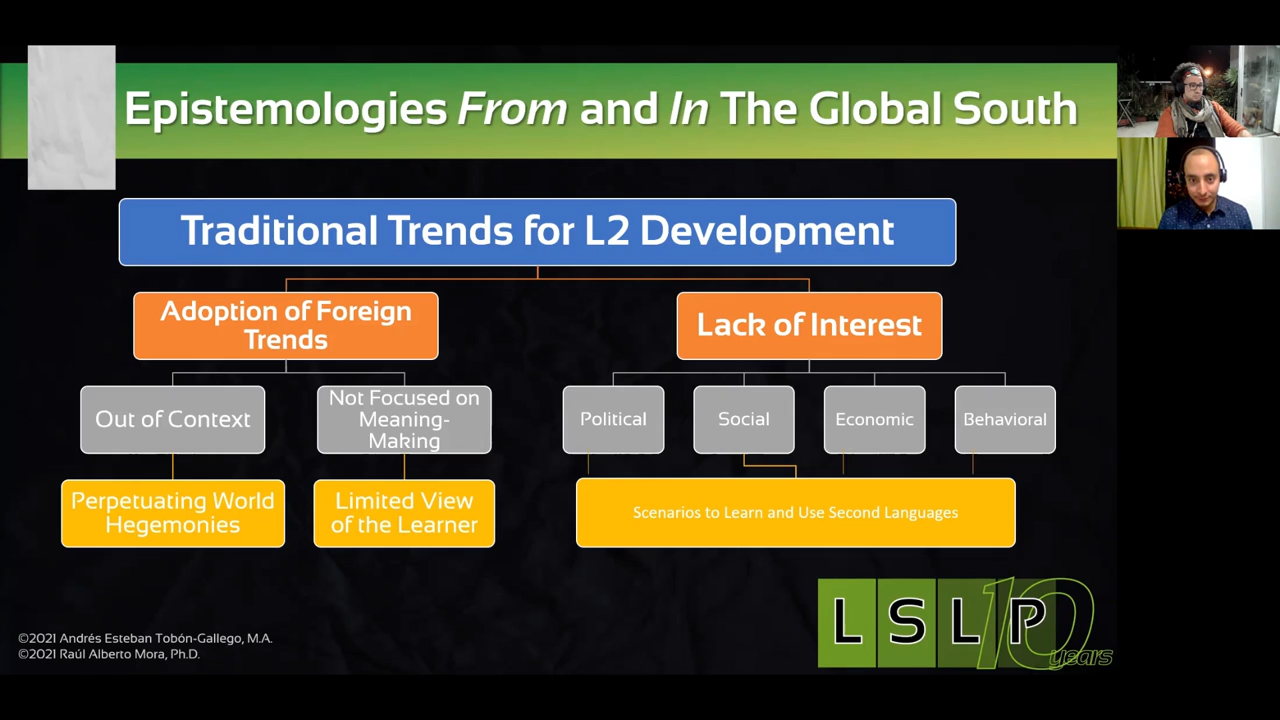 Epistemologies From and In The Global South
Traditional Trends for L2 Development
Adoption of Foreign
Trends
Lack of Interest
Out of Context
Not Focused on
Meaning-
Making
Political
Social
Economic
Behavioral
Perpetuating World
Hegemonies
Limited View
of the Learner
Scenarios to Learn and Use Second Languages
©2021 Andrés Esteban Tobón-Gallego, M.A.
©2021 Raúl Alberto Mora, Ph.D.
LSLP
10
years